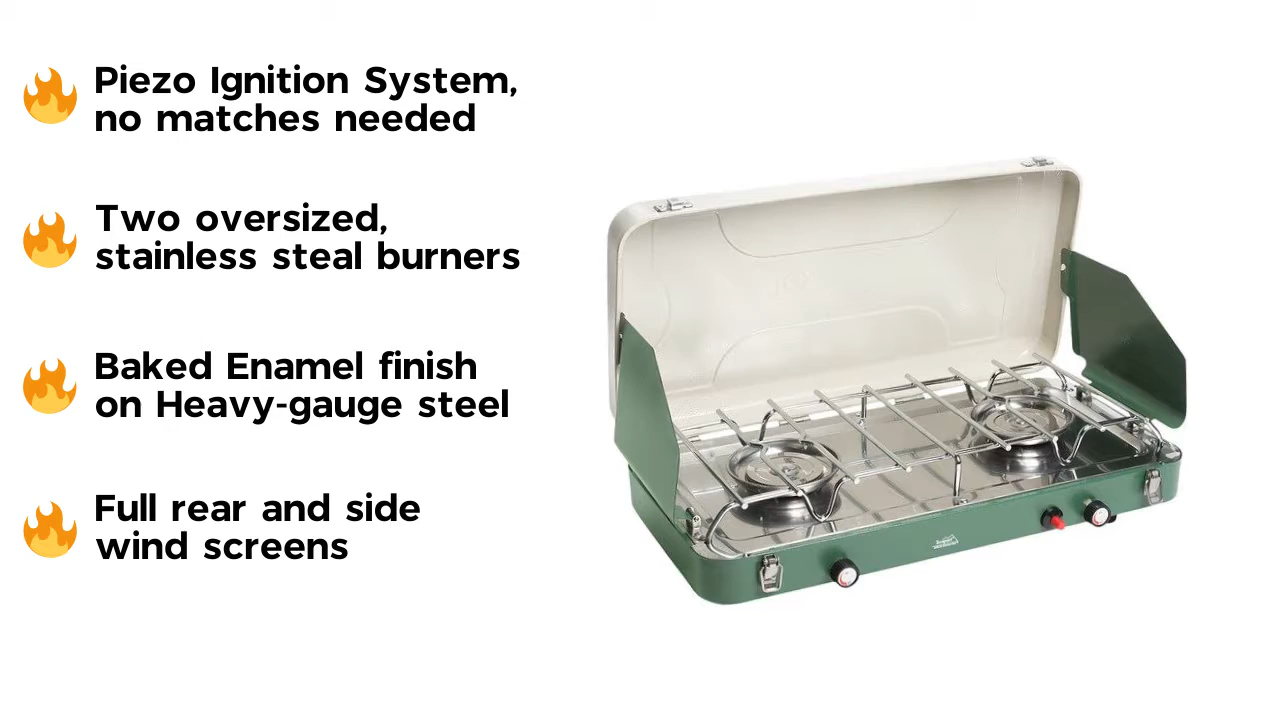 Piezo Ignition System,
no matches needed
Two oversized,
stainless steal burners
Baked Enamel finish
on Heavy-gauge steel
Full rear and side
wind screens